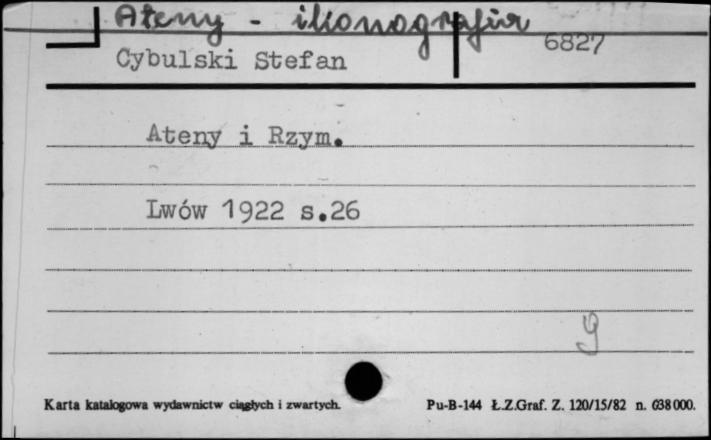 Ateny - ikonografia
6827
Cybulski Stefan
Ateny i Rzym.
Lwów 1922 s.26
g
Karta katalogowa wydawnictw ciągłych i zwartych.
Pu-B-144 Ł.Z.Graf. Z. 120/15/82 n. 638000.